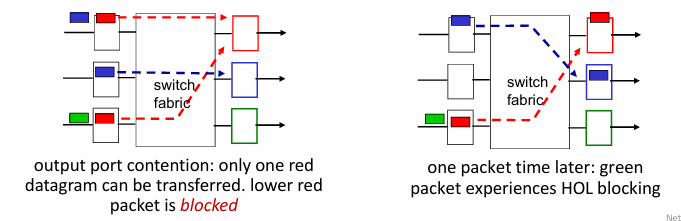 switch
fabric
output port contention: only one red
datagram can be transferred. lower red
packet is blocked
switch
fabric
one packet time later: green
packet experiences HOL blocking
Net